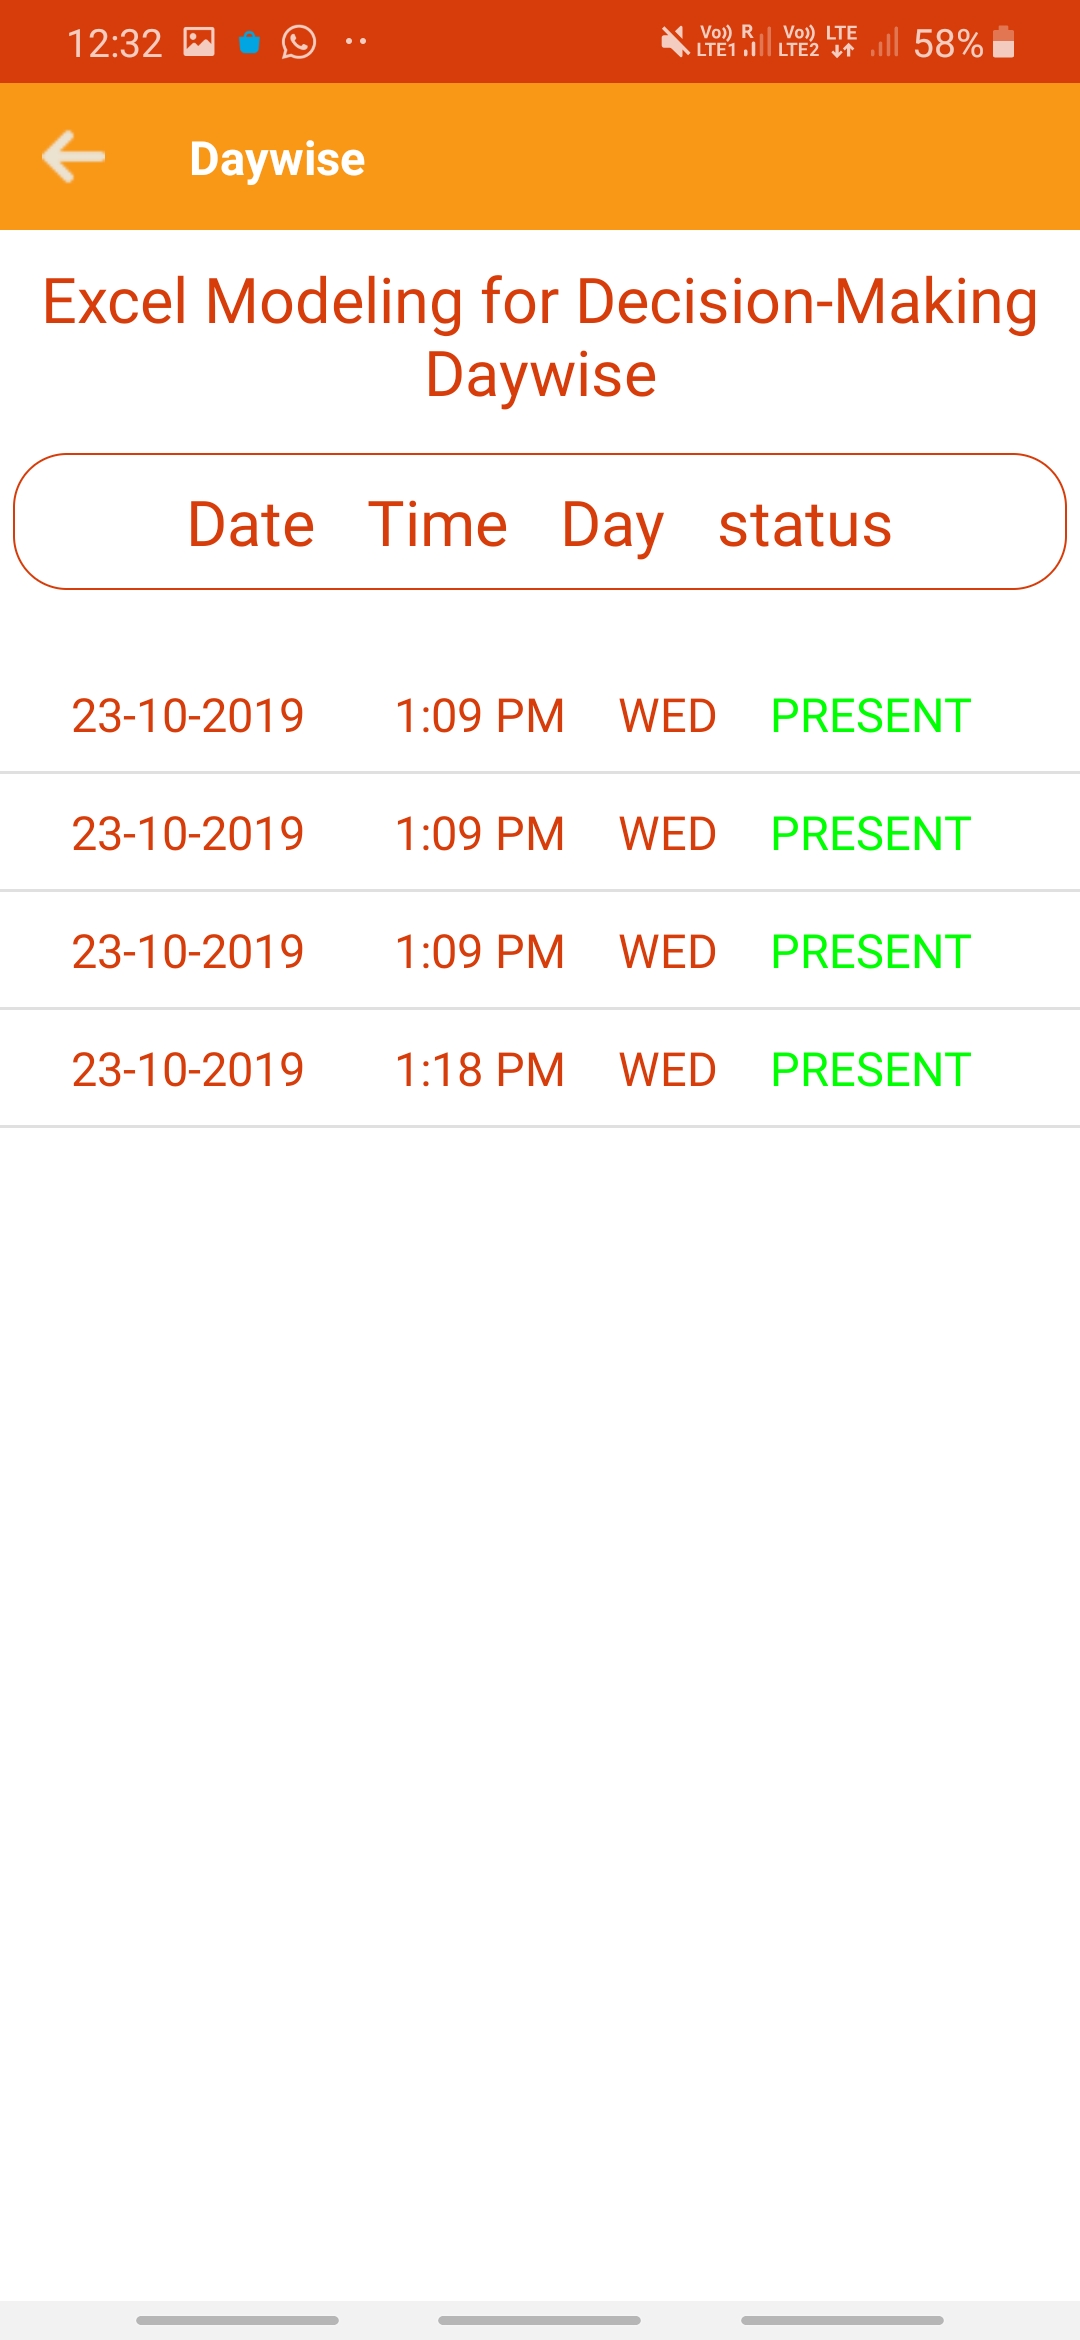 12:32 Vo)) R Vo)) LTE 58%
LTE1 LTE2
Daywise
Excel Modeling for Decision-Making
Daywise
Date Time Day status
23-10-2019 1:09 PM WED PRESENT
23-10-2019 1:09 PM WED PRESENT
23-10-2019 1:09 PM WED PRESENT
23-10-2019 1:18 PM WED PRESENT